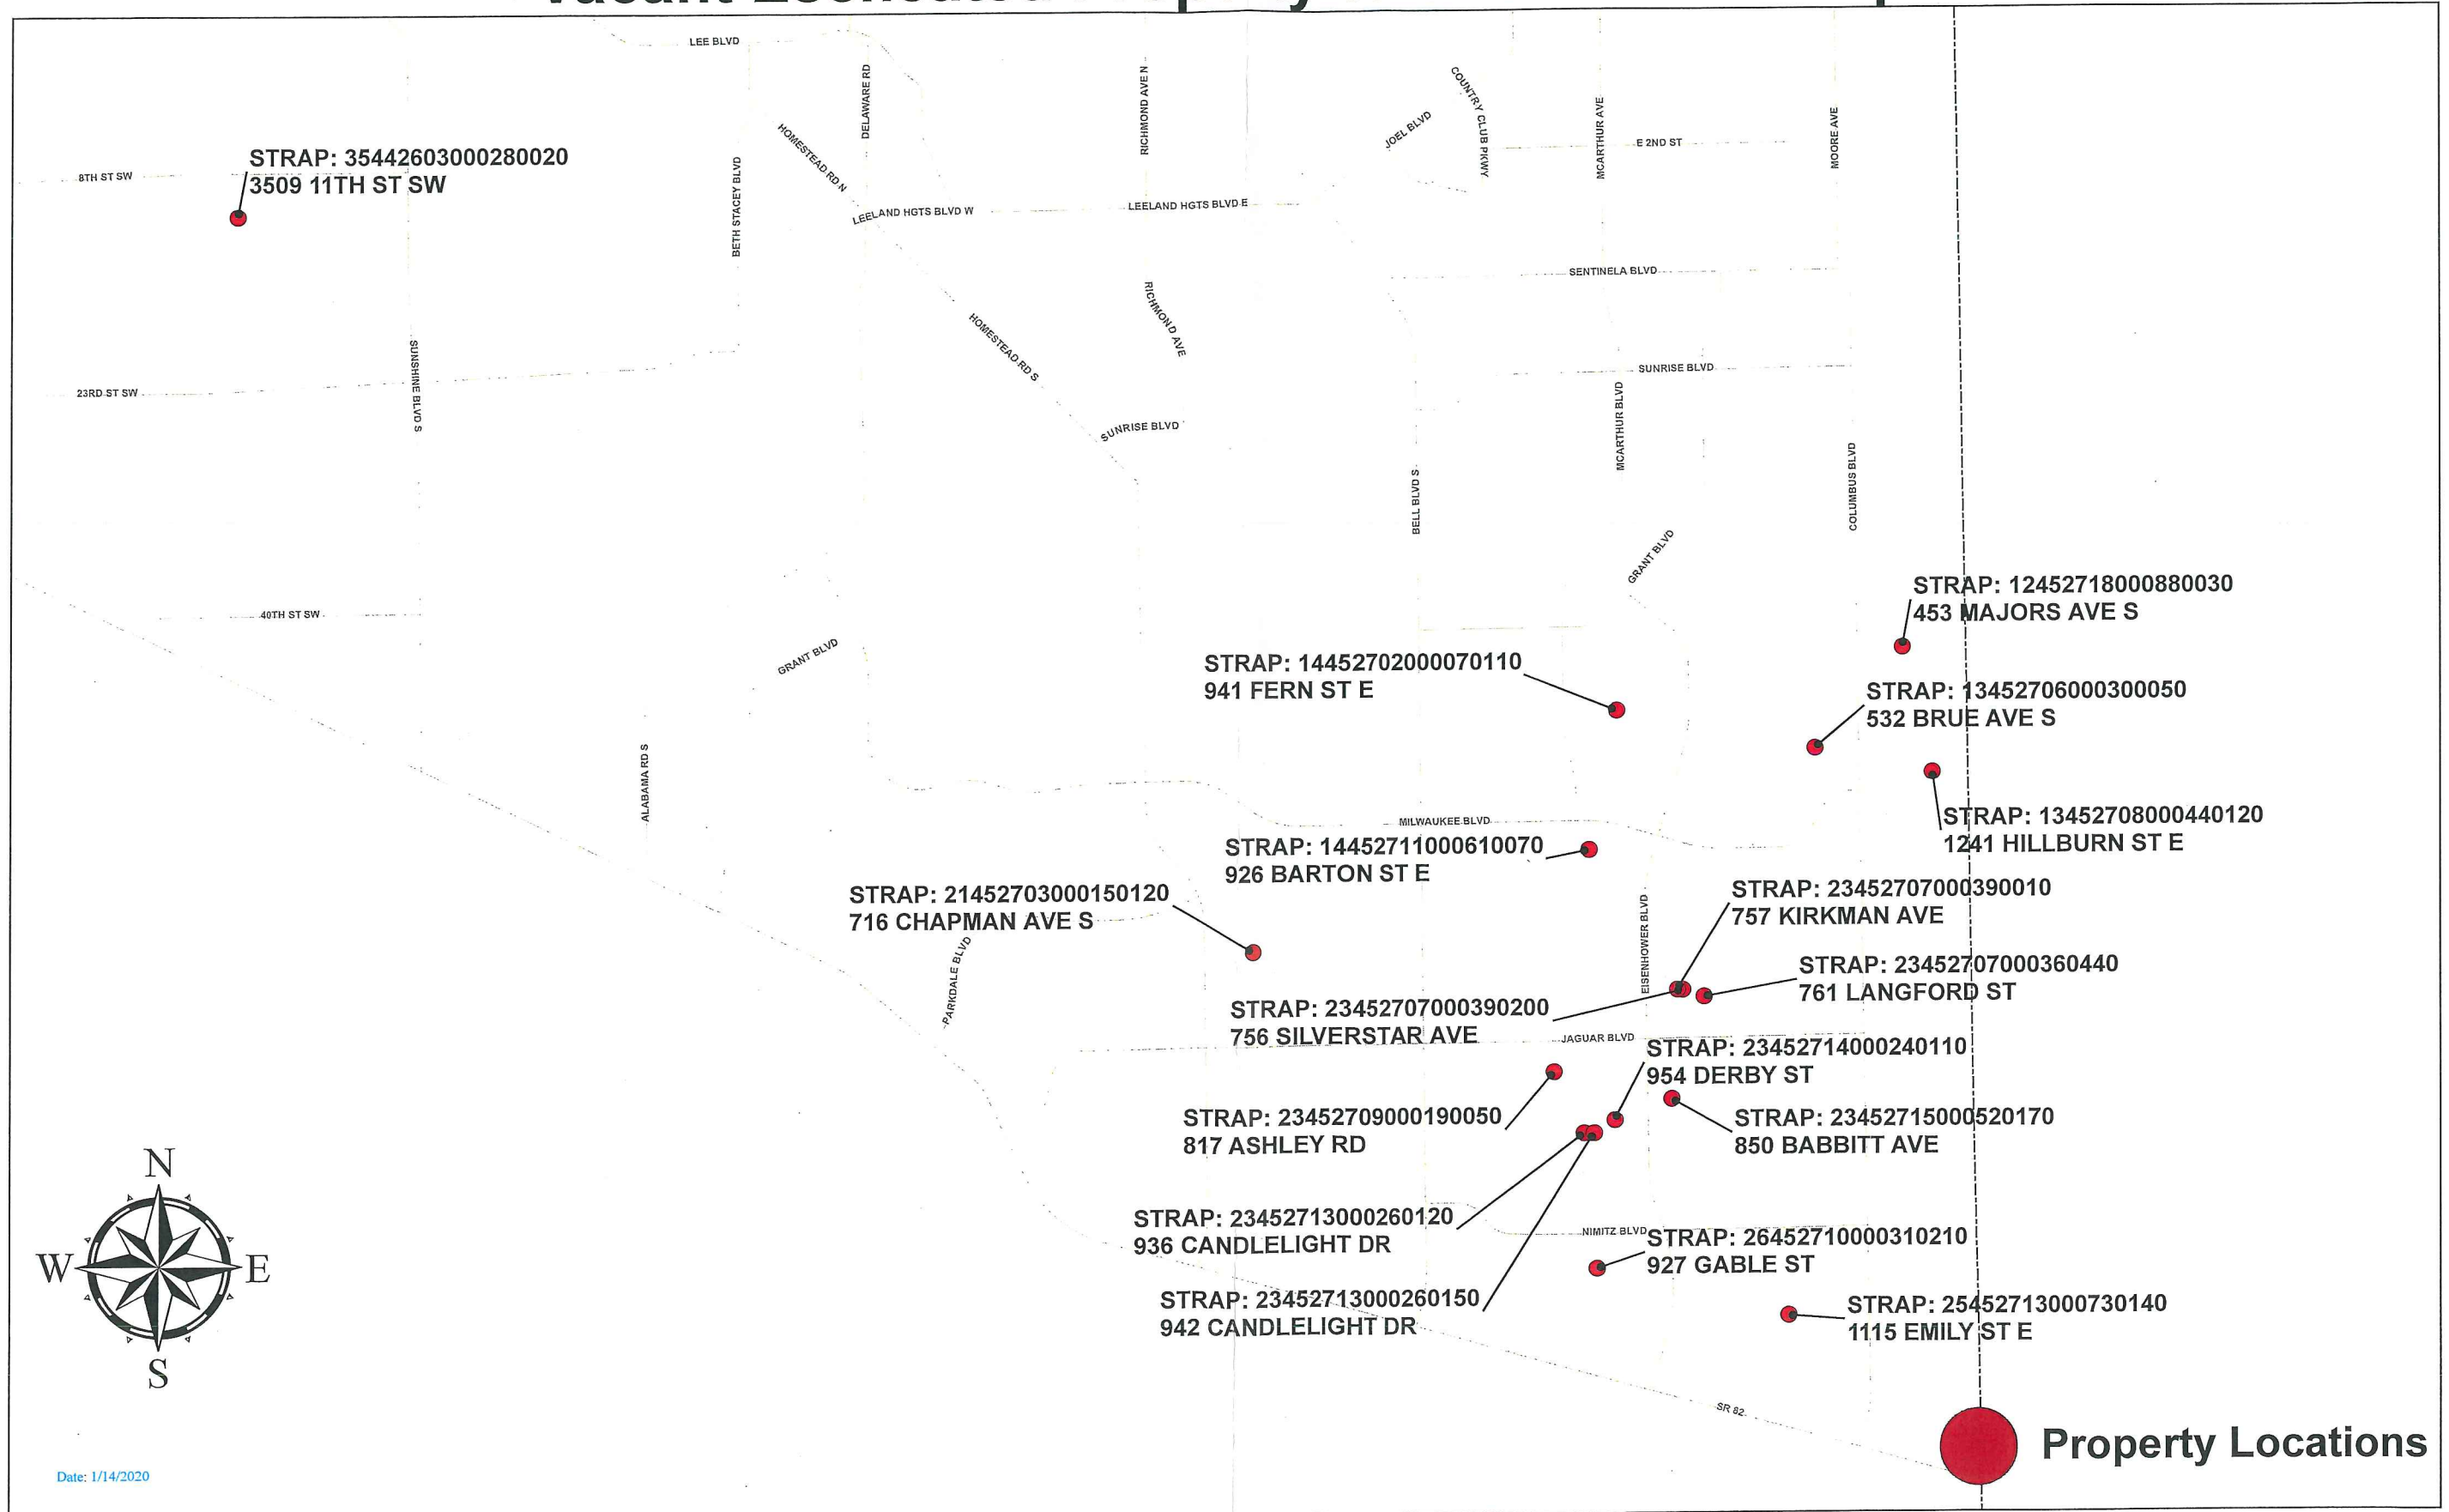 LEE BLVD
DELAWARE RD
RICHMOND AVE N
COUNTRY CLUB PKWY
JOEL BLVD
MCARTHUR AVE
E 2ND ST
MOORE AVE
HOMESTEAD RD N
BETH STACEY BLVD
STRAP: 35442603000280020
3509 11TH ST SW
8TH ST SW
LEELAND HGTS BLVD W
LEELAND HGTS BLVD E
SENTINELA BLVD
RICHMOND AVE
HOMESTEAD RD S
SUNSHINE BLVD S
23RD ST SW
SUNRISE BLVD
MCARTHUR BLVD
SUNRISE BLVD
BELL BLVD S
COLUMBUS BLVD
GRANT BLVD
40TH ST SW
GRANT BLVD
STRAP: 12452718000880030
453 MAJORS AVE S
STRAP: 14452702000070110
941 FERN ST E
STRAP: 13452706000300050
532 BRUE AVE S
ALABAMA RD S
MILWAUKEE BLVD
STRAP: 13452708000440120
1241 HILLBURN ST E
STRAP: 14452711000610070
926 BARTON ST E
STRAP: 21452703000150120
716 CHAPMAN AVE S
STRAP: 23452707000390010
757 KIRKMAN AVE
EISENHOWER BLVD
PARKDALE BLVD
STRAP: 23452707000360440
761 LANGFORD ST
STRAP: 23452707000390200
756 SILVERSTAR AVE
JAGUAR BLVD
STRAP: 23452714000240110
954 DERBY ST
STRAP: 23452709000190050
817 ASHLEY RD
STRAP: 23452715000520170
850 BABBITT AVE
STRAP: 23452713000260120
936 CANDLELIGHT DR
NIMITZ BLVD
STRAP: 26452710000310210
927 GABLE ST
STRAP: 23452713000260150
942 CANDLELIGHT DR
STRAP: 25452713000730140
1115 EMILY ST E
SR 82
N
W
E
S
Property Locations
Date: 1/14/2020